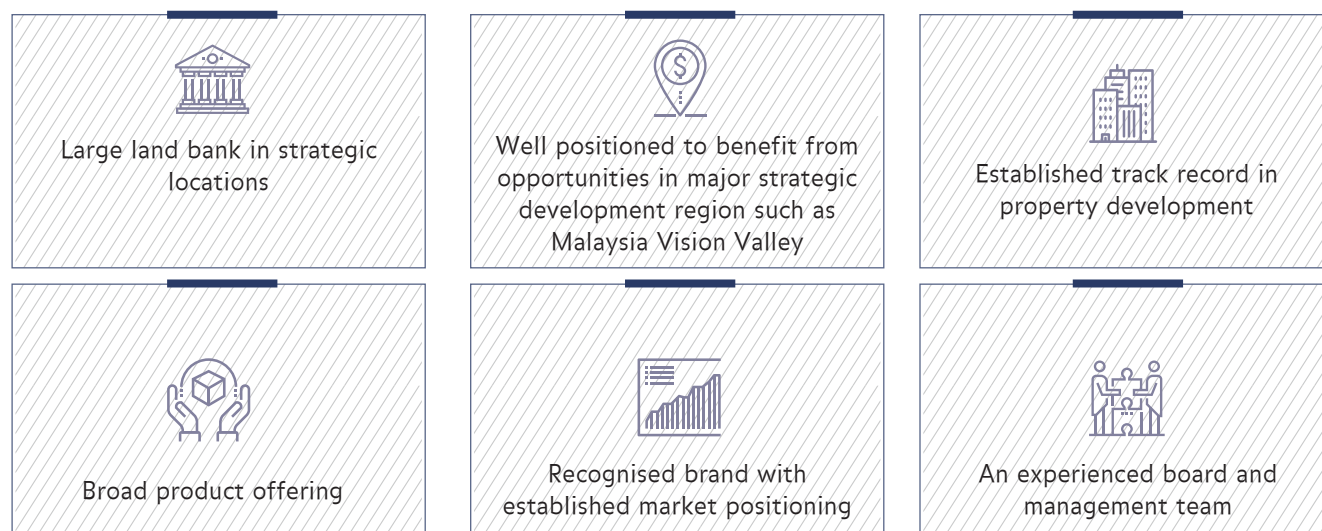 Large land bank in strategic
locations
Well positioned to benefit from
opportunities in major strategic
development region such as
Malaysia Vision Valley
Established track record in
property development
Broad product offering
Recognised brand with
established market positioning
An experienced board and
management team